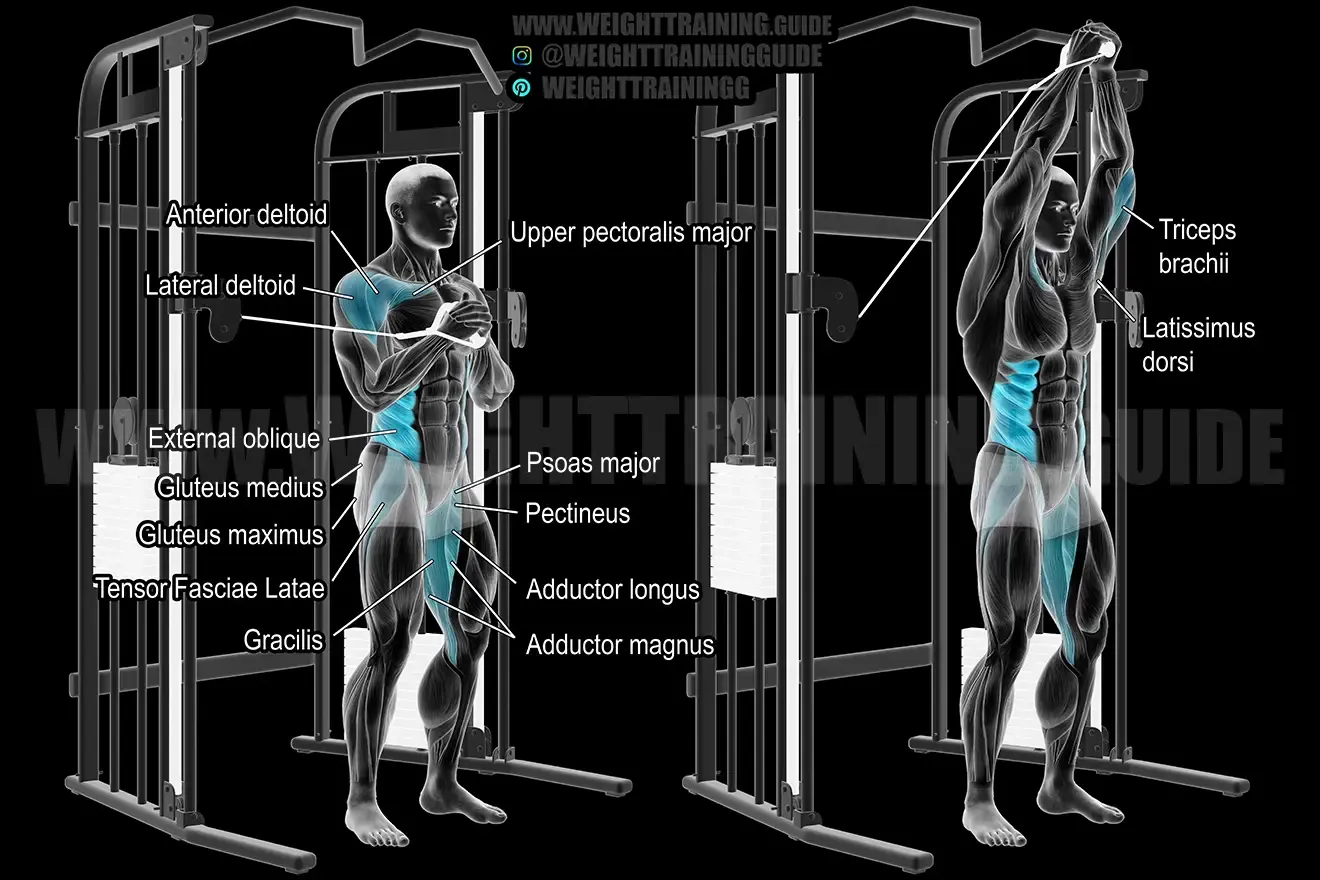 WWW.WEIGHTTRAINING.GUIDE
@WEIGHTTRAININGGUIDE
WEIGHTTRAININGG
Anterior deltoid
Upper pectoralis major
Lateral deltoid
External oblique
Gluteus medius
Gluteus maximus
Tensor Fasciae Latae
Gracilis
Psoas major
Pectineus
Adductor longus
Adductor magnus
Triceps
brachii
Latissimus
dorsi
WWW.WEIGHTTRAINING.GUIDE